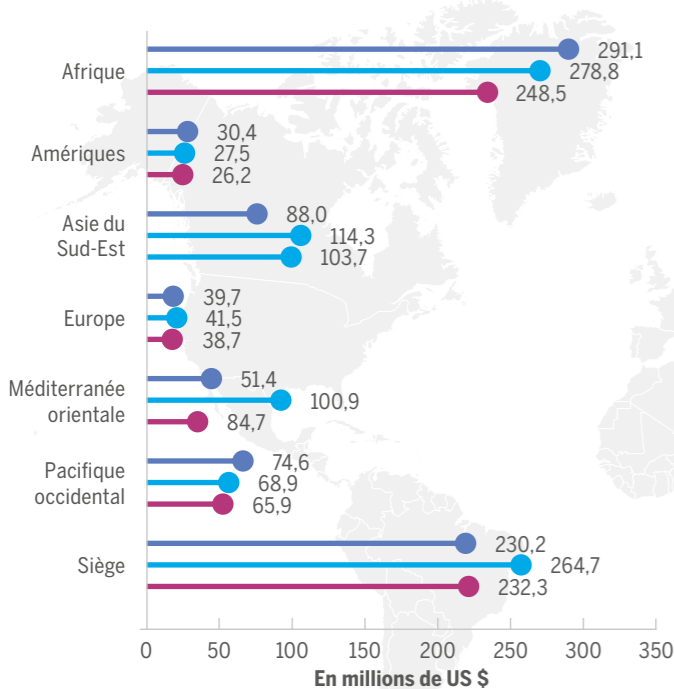 Afrique
291,1
278,8
248,5
Amériques
30,4
27,5
26,2
Asie du
Sud-Est
88,0
114,3
103,7
Europe
39,7
41,5
38,7
Méditerranée
orientale
51,4
100,9
84,7
Pacifique
occidental
74,6
68,9
65,9
Siège
230,2
264,7
232,3
0 50 100 150 200 250 300 350
En millions de US $